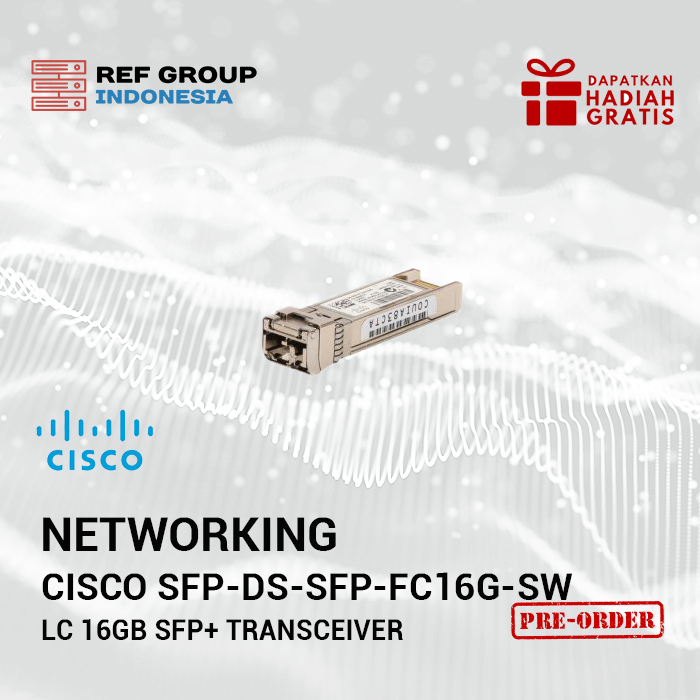 REF GROUP
INDONESIA
DAPATKAN
HADIAH
GRATIS
COUIA83CTA
CISCO
NETWORKING
CISCO SFP-DS-SFP-FC16G-SW
LC 16GB SFP+ TRANSCEIVER
PRE-ORDER